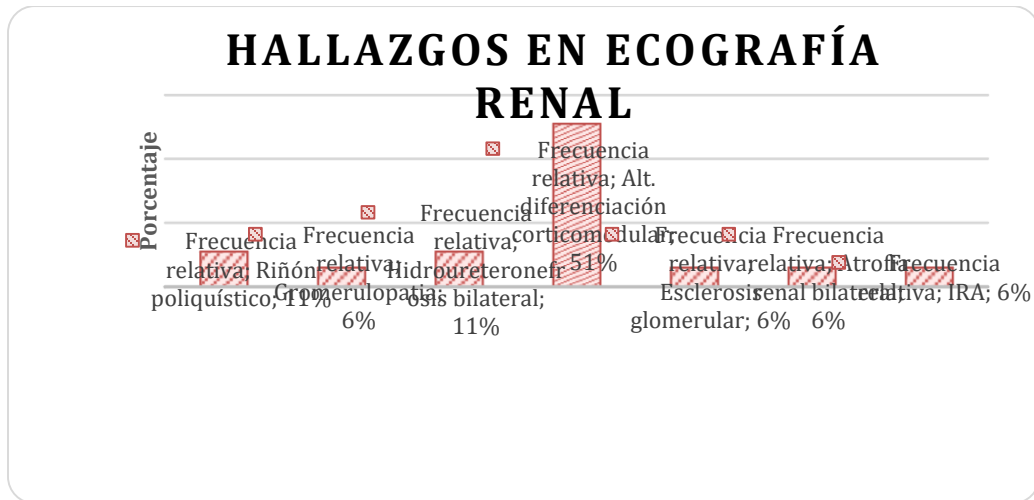 HALLAZGOS EN ECOGRAFÍA
RENAL
Porcentaje
Frecuencia
relativa; Riñón
poliquístico; 11%
Frecuencia
relativa;
Gromerulopatia;
6%
Frecuencia
relativa;
Hidroureteronefr
osis bilateral;
11%
Frecuencia
relativa; Alt.
diferenciación
corticomodular;
51%
Frecuencia
relativa;
Esclerosis
glomerular; 6%
Frecuencia
relativa; Atrofia
renal bilateral;
6%
Frecuencia
relativa; IRA; 6%